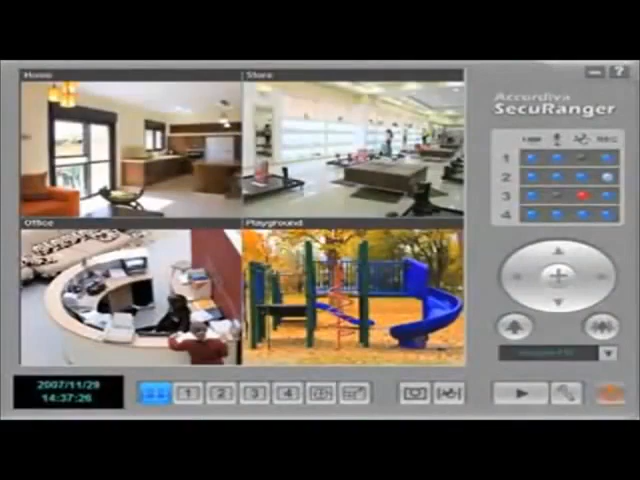 Home
Store
Accordiva
SecuRanger
REC
1
2
3
4
Office
Playground
2007/11/29
14:37:26
1
2
3
4